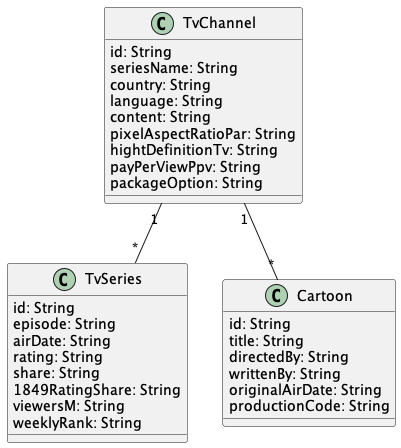 C TvChannel
id: String
seriesName: String
country: String
language: String
content: String
pixelAspectRatioPar: String
hightDefinitionTv: String
payPerViewPpv: String
packageOption: String
1 1
* *
C TvSeries
id: String
episode: String
airDate: String
rating: String
share: String
1849RatingShare: String
viewersM: String
weeklyRank: String
C Cartoon
id: String
title: String
directedBy: String
writtenBy: String
originalAirDate: String
productionCode: String